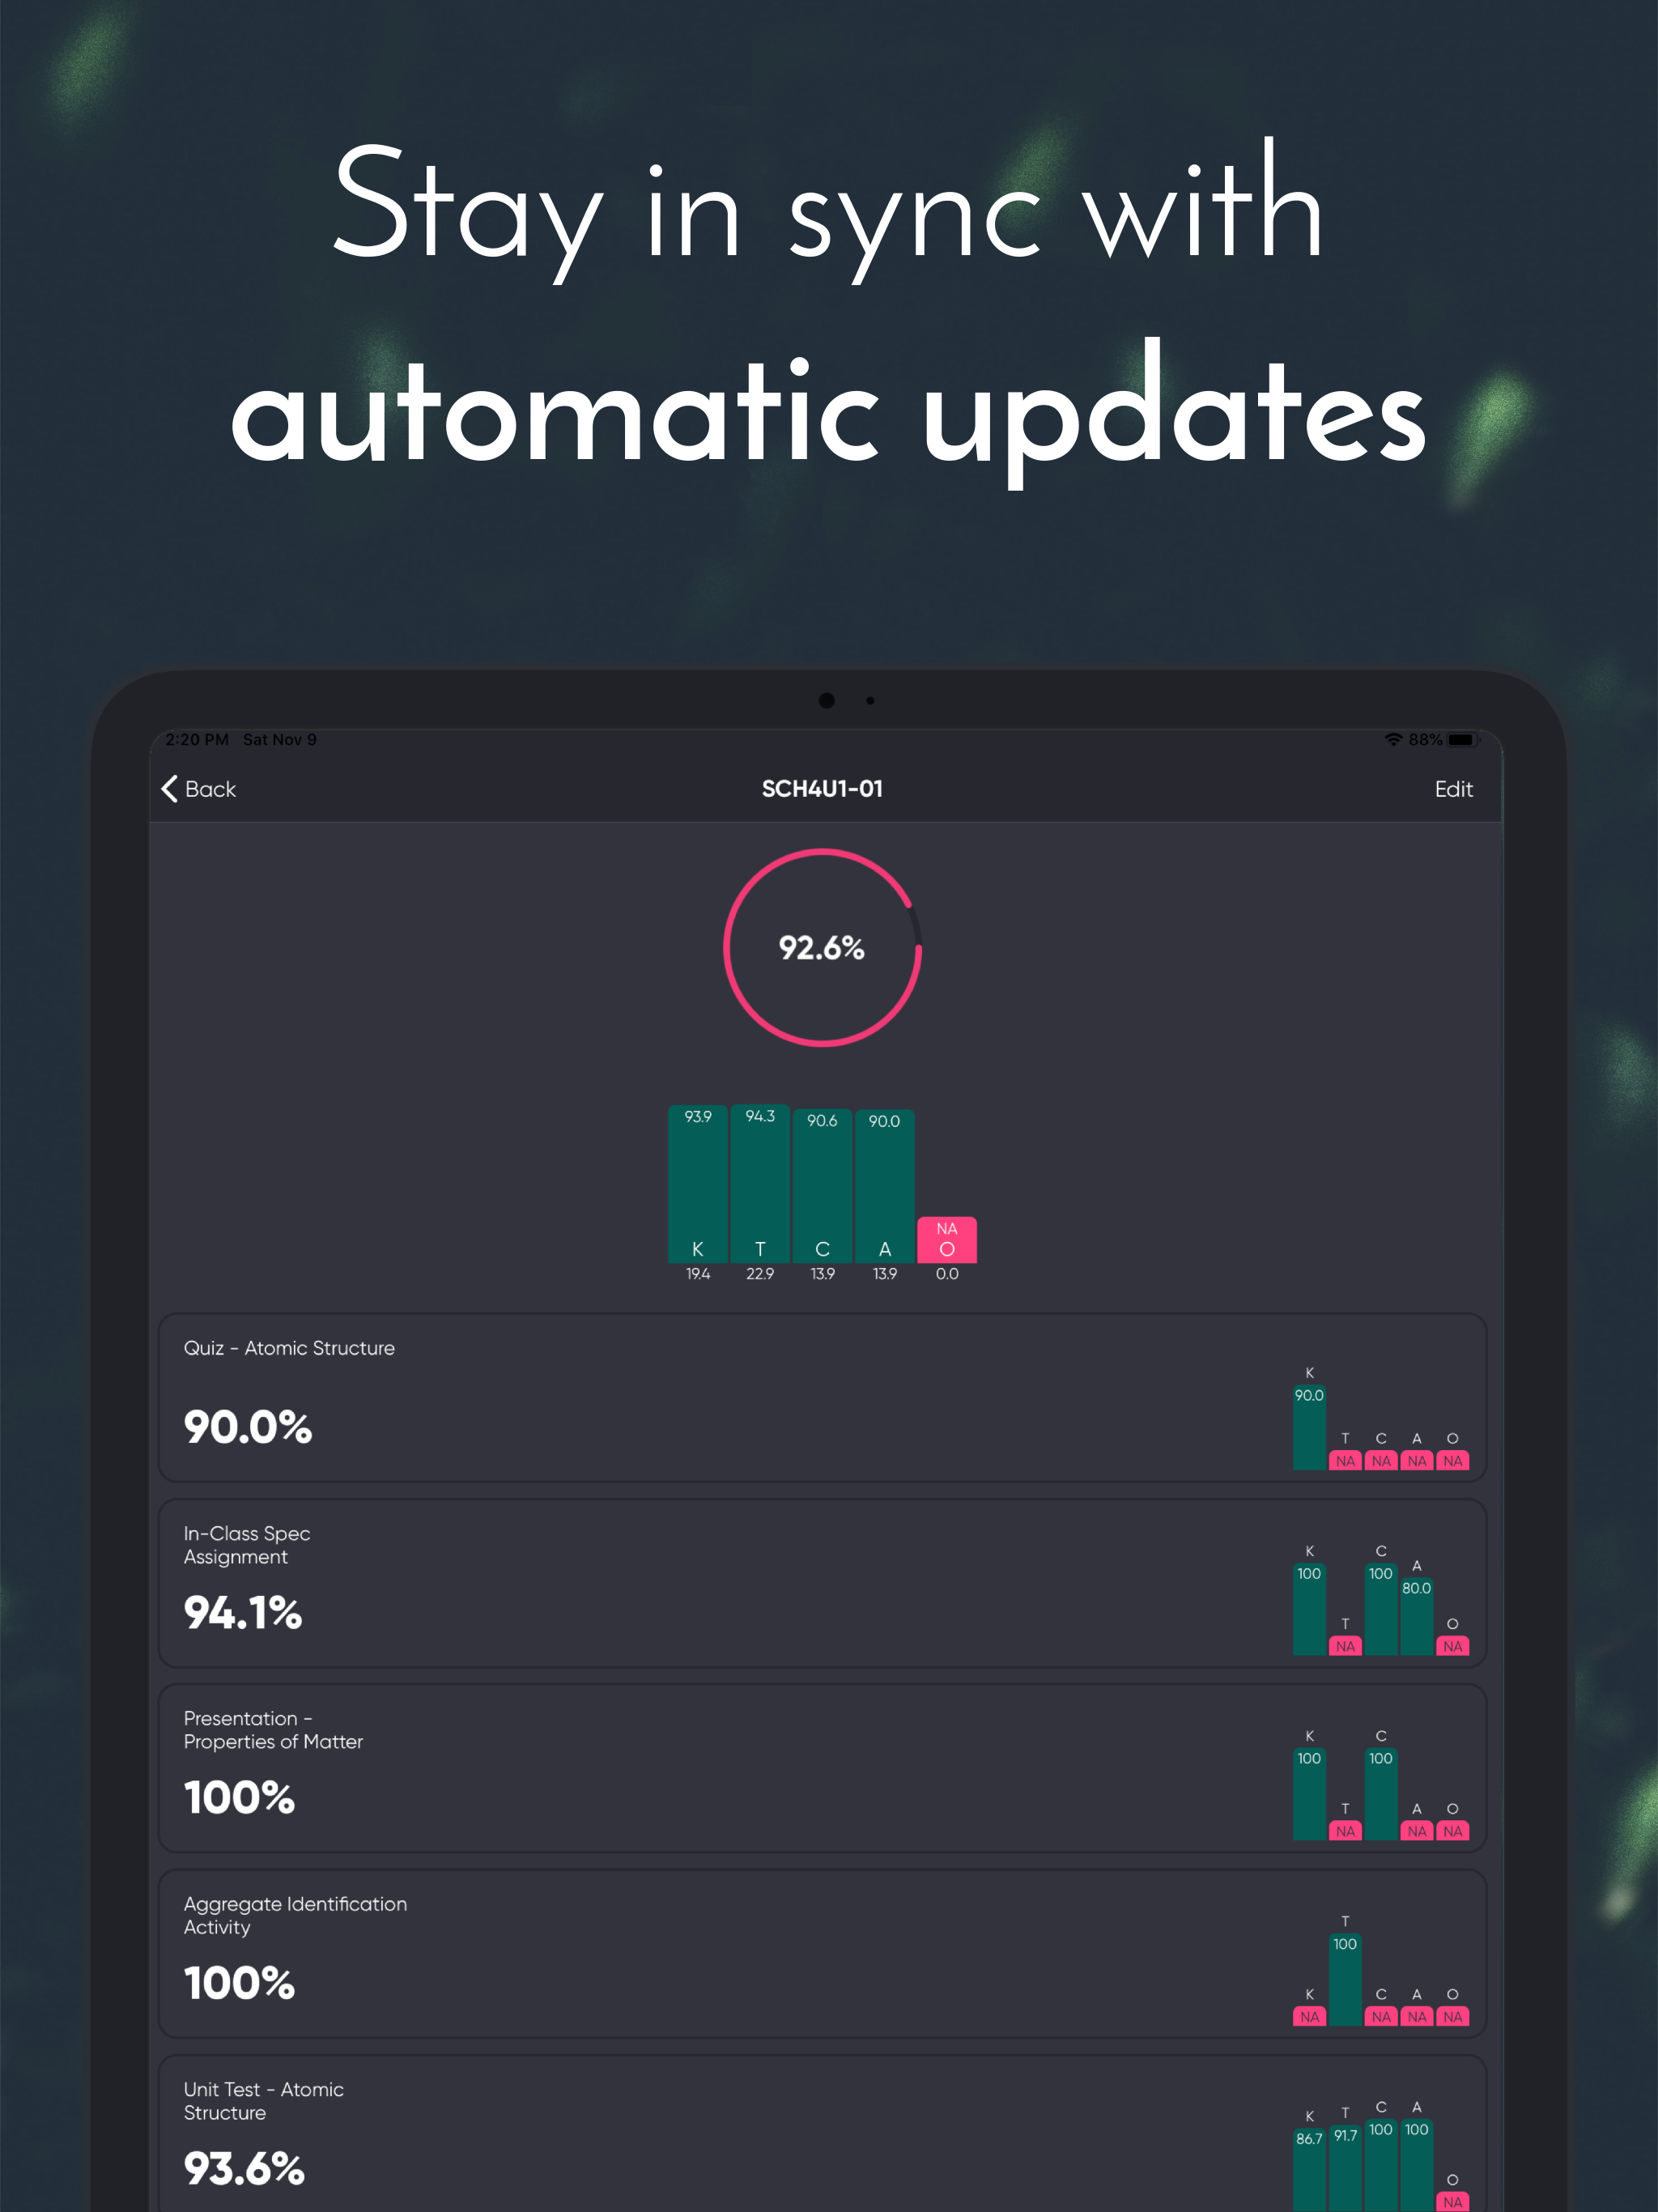 Stay in sync with
automatic updates
2:20 PM Sat Nov 9
88%
Back
SCH4U1-01
Edit
92.6%
93.9 94.3 90.6 90.0 NA
K T C A O
19.4 22.9 13.9 13.9 0.0
Quiz - Atomic Structure
90.0%
K
90.0
T C A O
NA NA NA NA
In-Class Spec
Assignment
94.1%
K C
100 100
A
80.0
T O
NA NA
Presentation -
Properties of Matter
100%
K C
100 100
T A O
NA NA NA
Aggregate Identification
Activity
100%
T
100
K C A O
NA NA NA NA
Unit Test - Atomic
Structure
93.6%
K T C A
86.7 91.7 100 100
O
NA